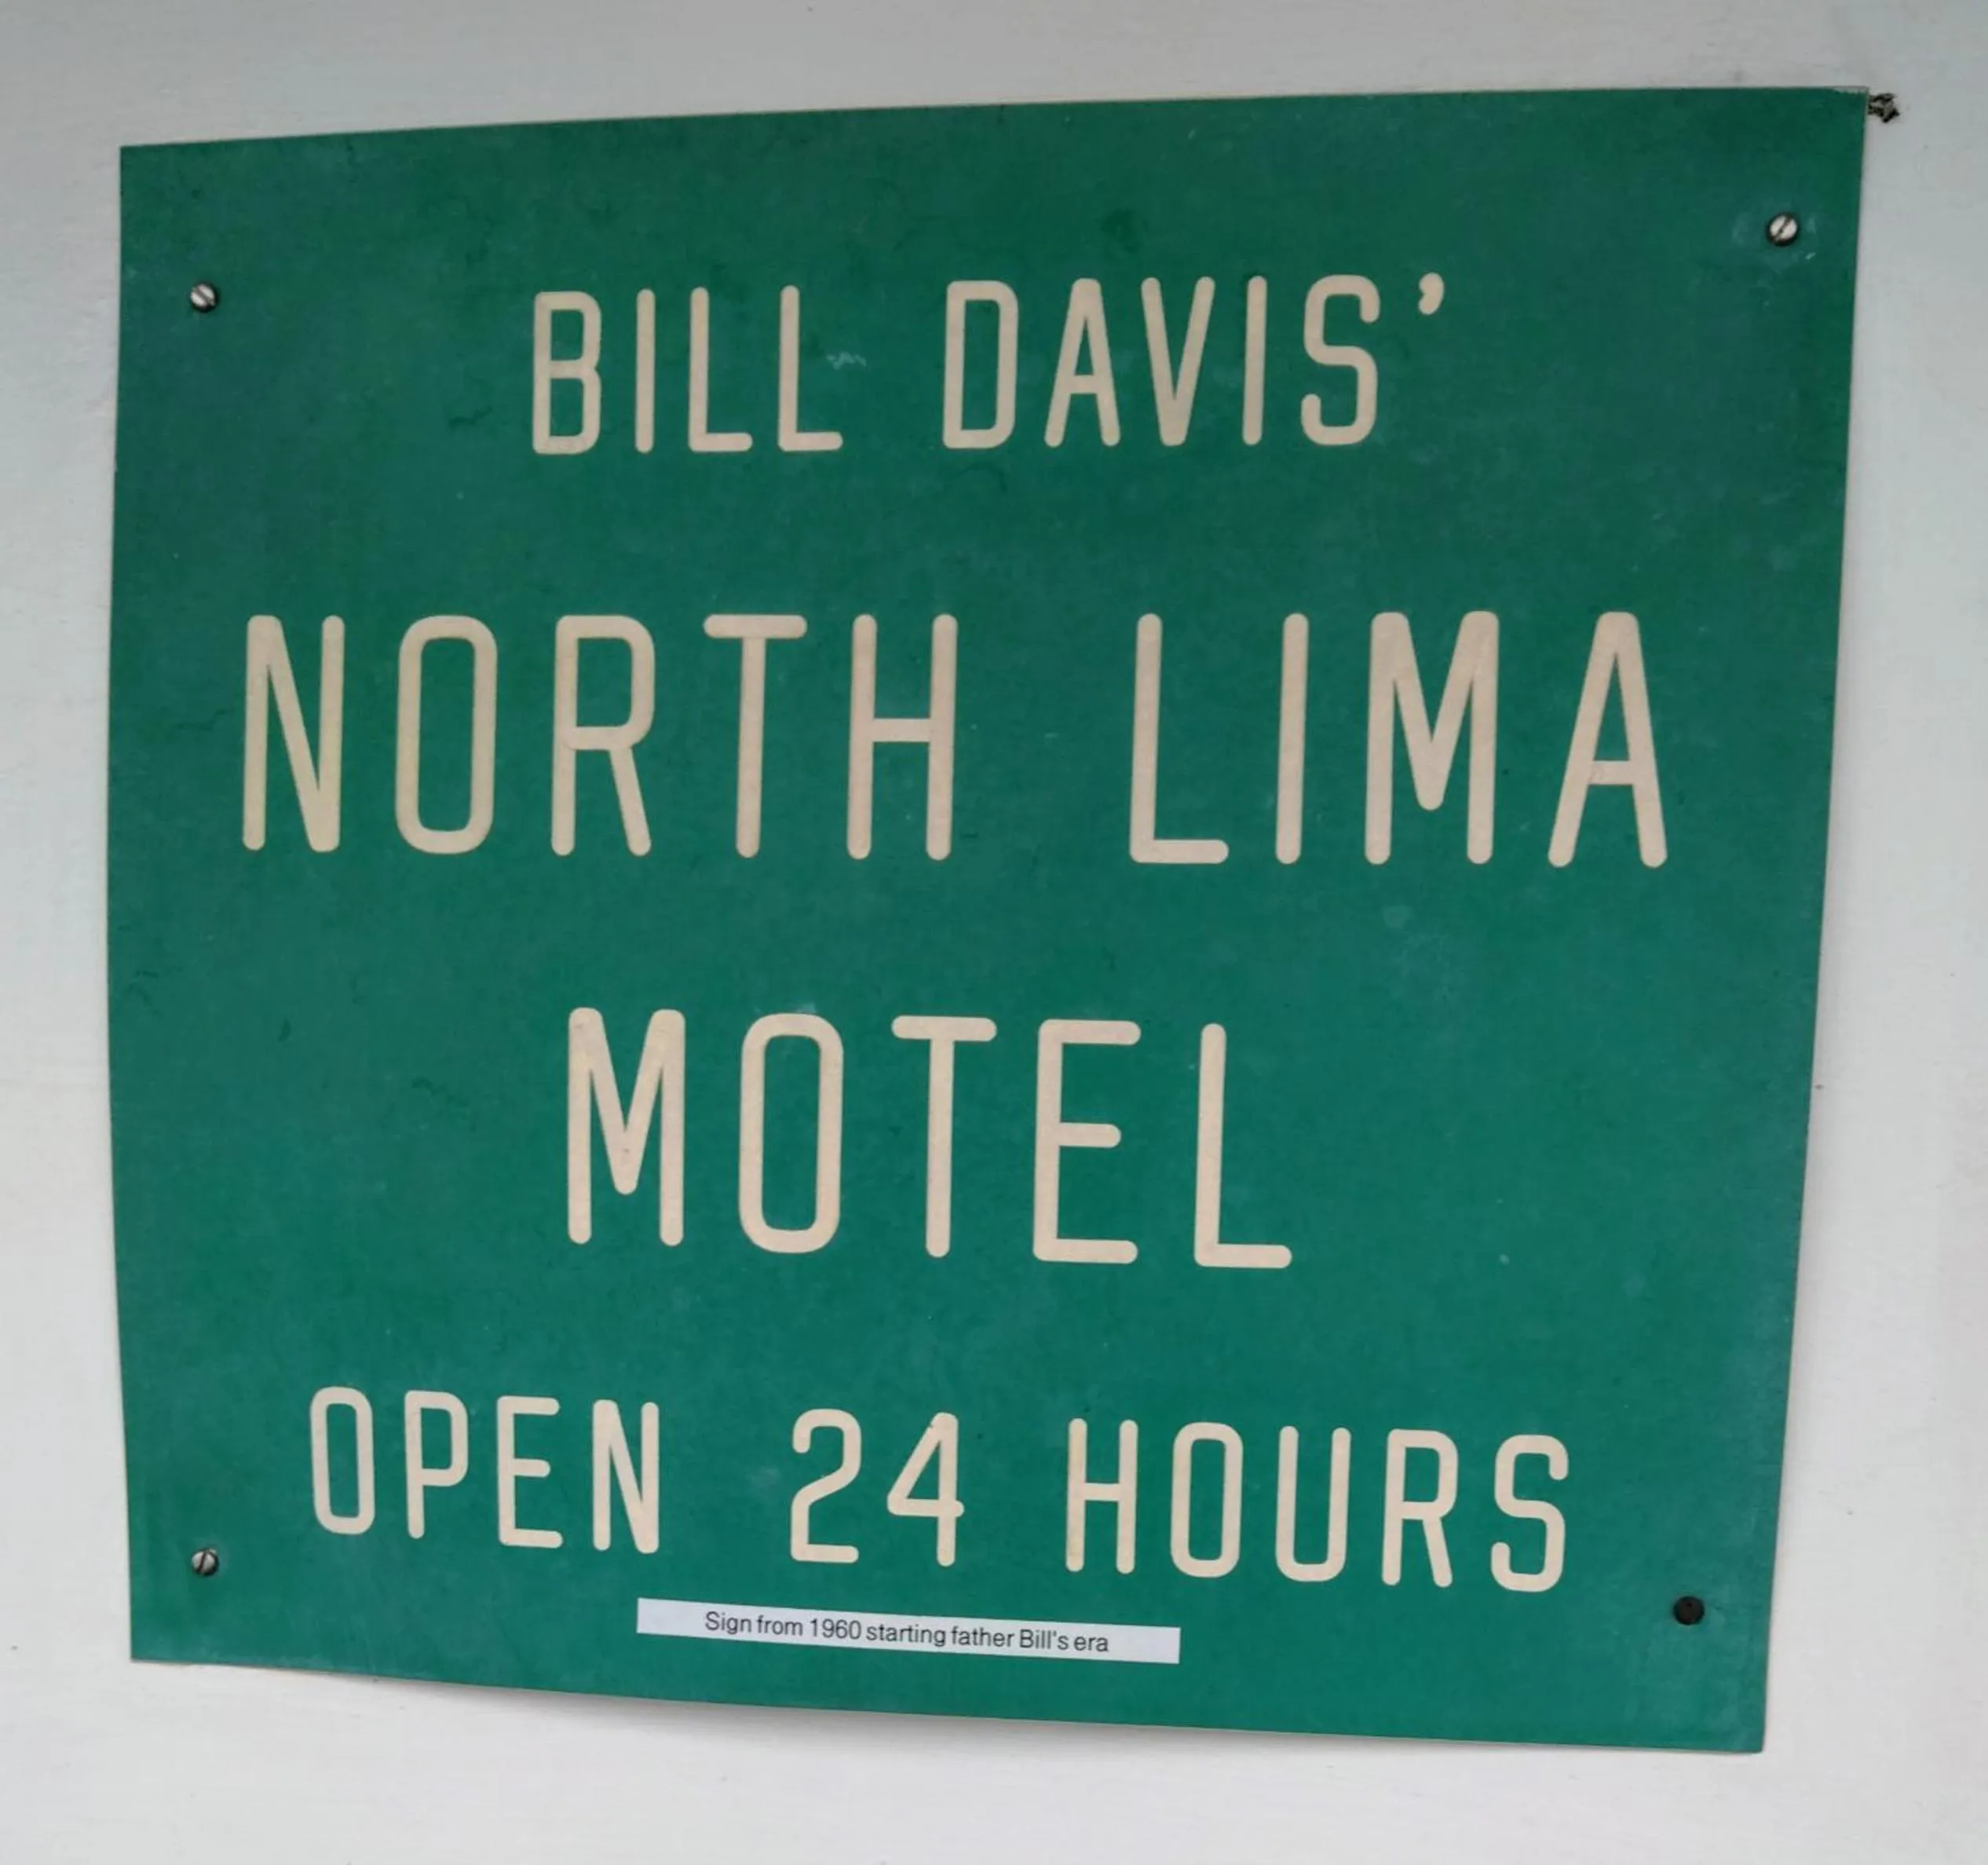 BILL DAVIS’
NORTH LIMA
MOTEL
OPEN 24 HOURS
Sign from 1960 starting father Bill's era